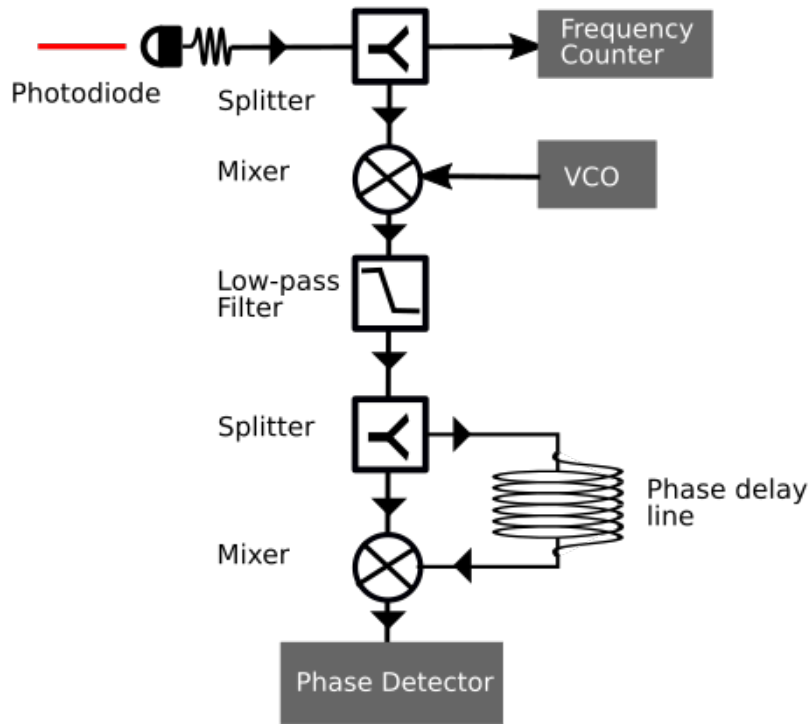 Frequency
Counter
Photodiode
Splitter
Mixer
VCO
Low-pass
Filter
Splitter
Phase delay
line
Mixer
Phase Detector